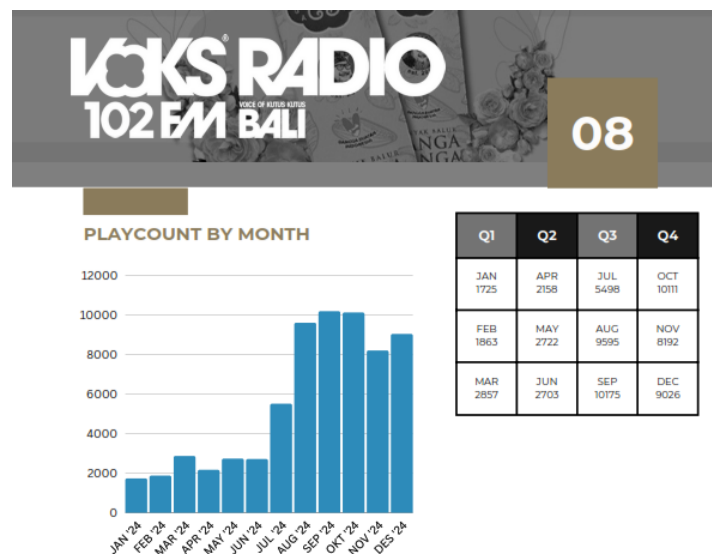 VOKS® RADIO
VOICE OF KUTUS KUTUS
102 FM BALI
08
PLAYCOUNT BY MONTH
12000
10000
8000
6000
4000
2000
0
JAN '24
FEB '24
MAR '24
APR '24
MAY '24
JUN '24
JUL '24
AUG '24
SEP '24
OKT '24
NOV '24
DES '24
Q1 Q2 Q3 Q4
JAN APR JUL OCT
1725 2158 5498 10111
FEB MAY AUG NOV
1863 2722 9595 8192
MAR JUN SEP DEC
2857 2703 10175 9026